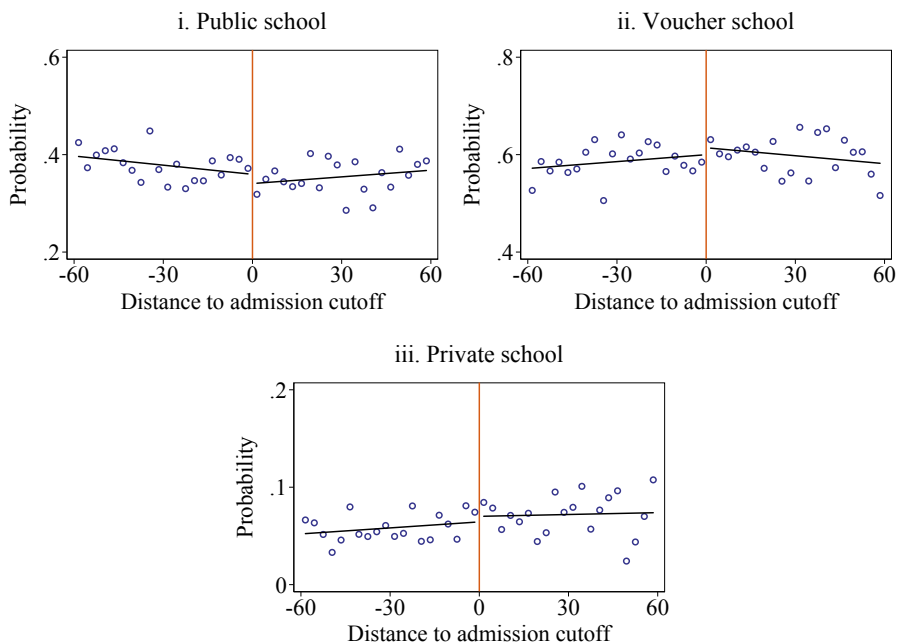 i. Public school
Probability
.6
.4
.2
-60 -30 0 30 60
Distance to admission cutoff
ii. Voucher school
Probability
.8
.6
.4
-60 -30 0 30 60
Distance to admission cutoff
iii. Private school
Probability
.2
.1
0
-60 -30 0 30 60
Distance to admission cutoff